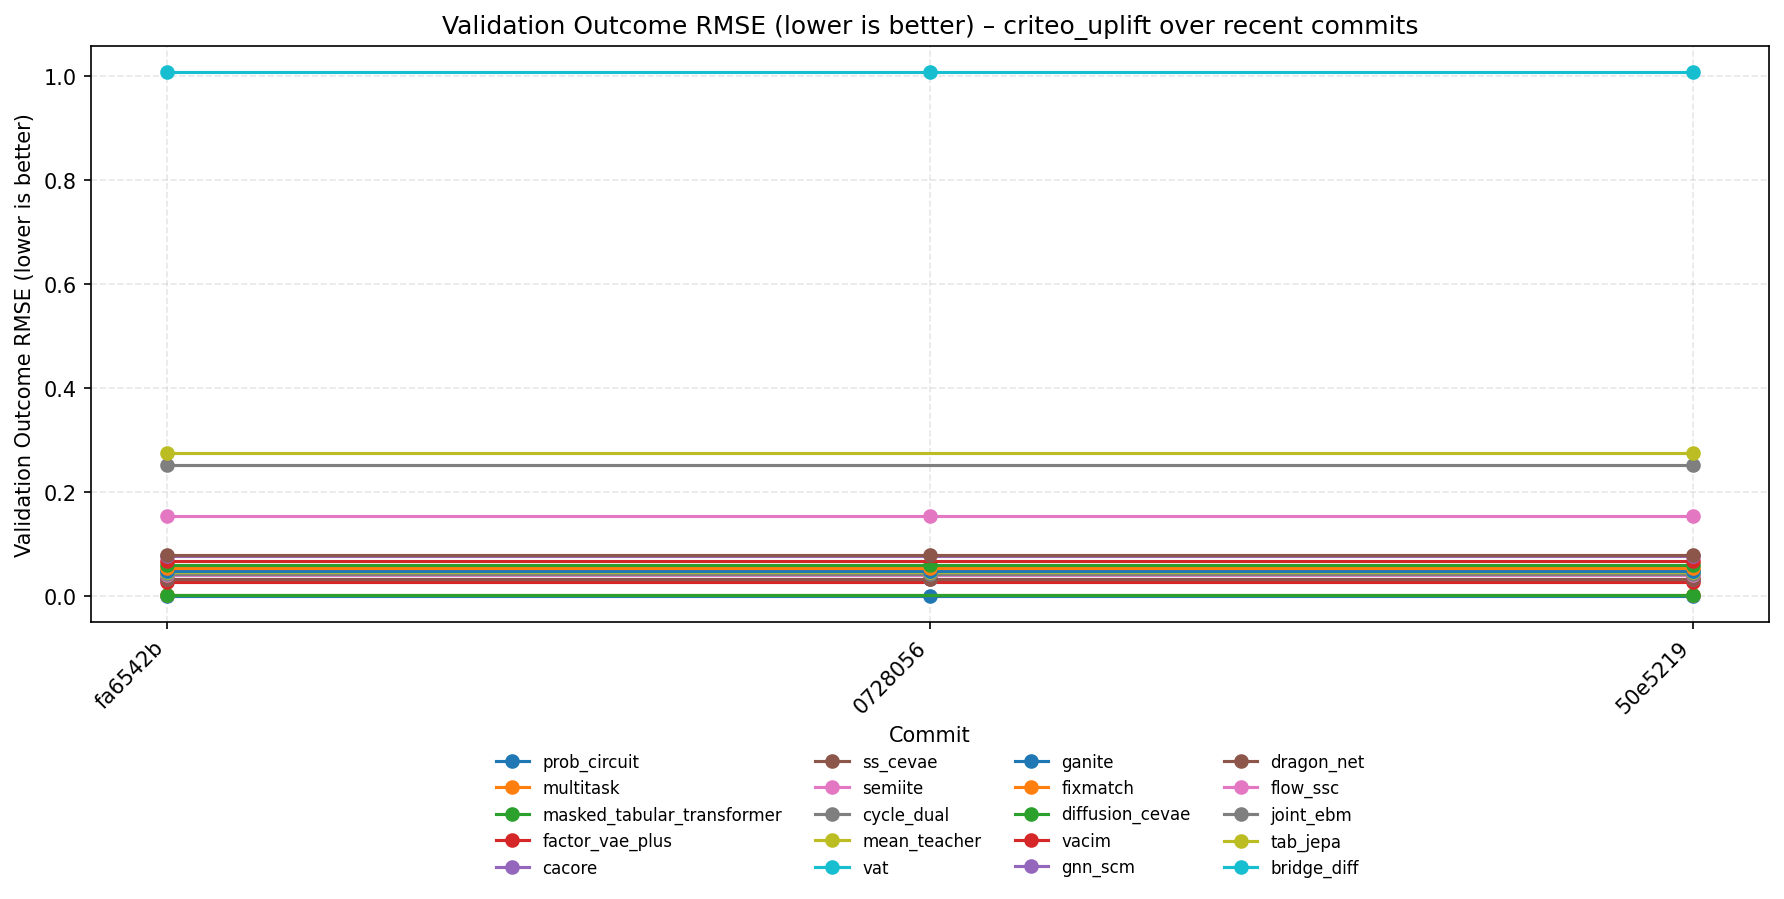 Validation Outcome RMSE (lower is better) – criteo_uplift over recent commits
Validation Outcome RMSE (lower is better)
1.0
0.8
0.6
0.4
0.2
0.0
fa6542b
0728056
50e5219
Commit
prob_circuit
multitask
masked_tabular_transformer
factor_vae_plus
cacore
ss_cevae
semiite
cycle_dual
mean_teacher
vat
ganite
fixmatch
diffusion_cevae
vacim
gnn_scm
dragon_net
flow_ssc
joint_ebm
tab_jepa
bridge_diff